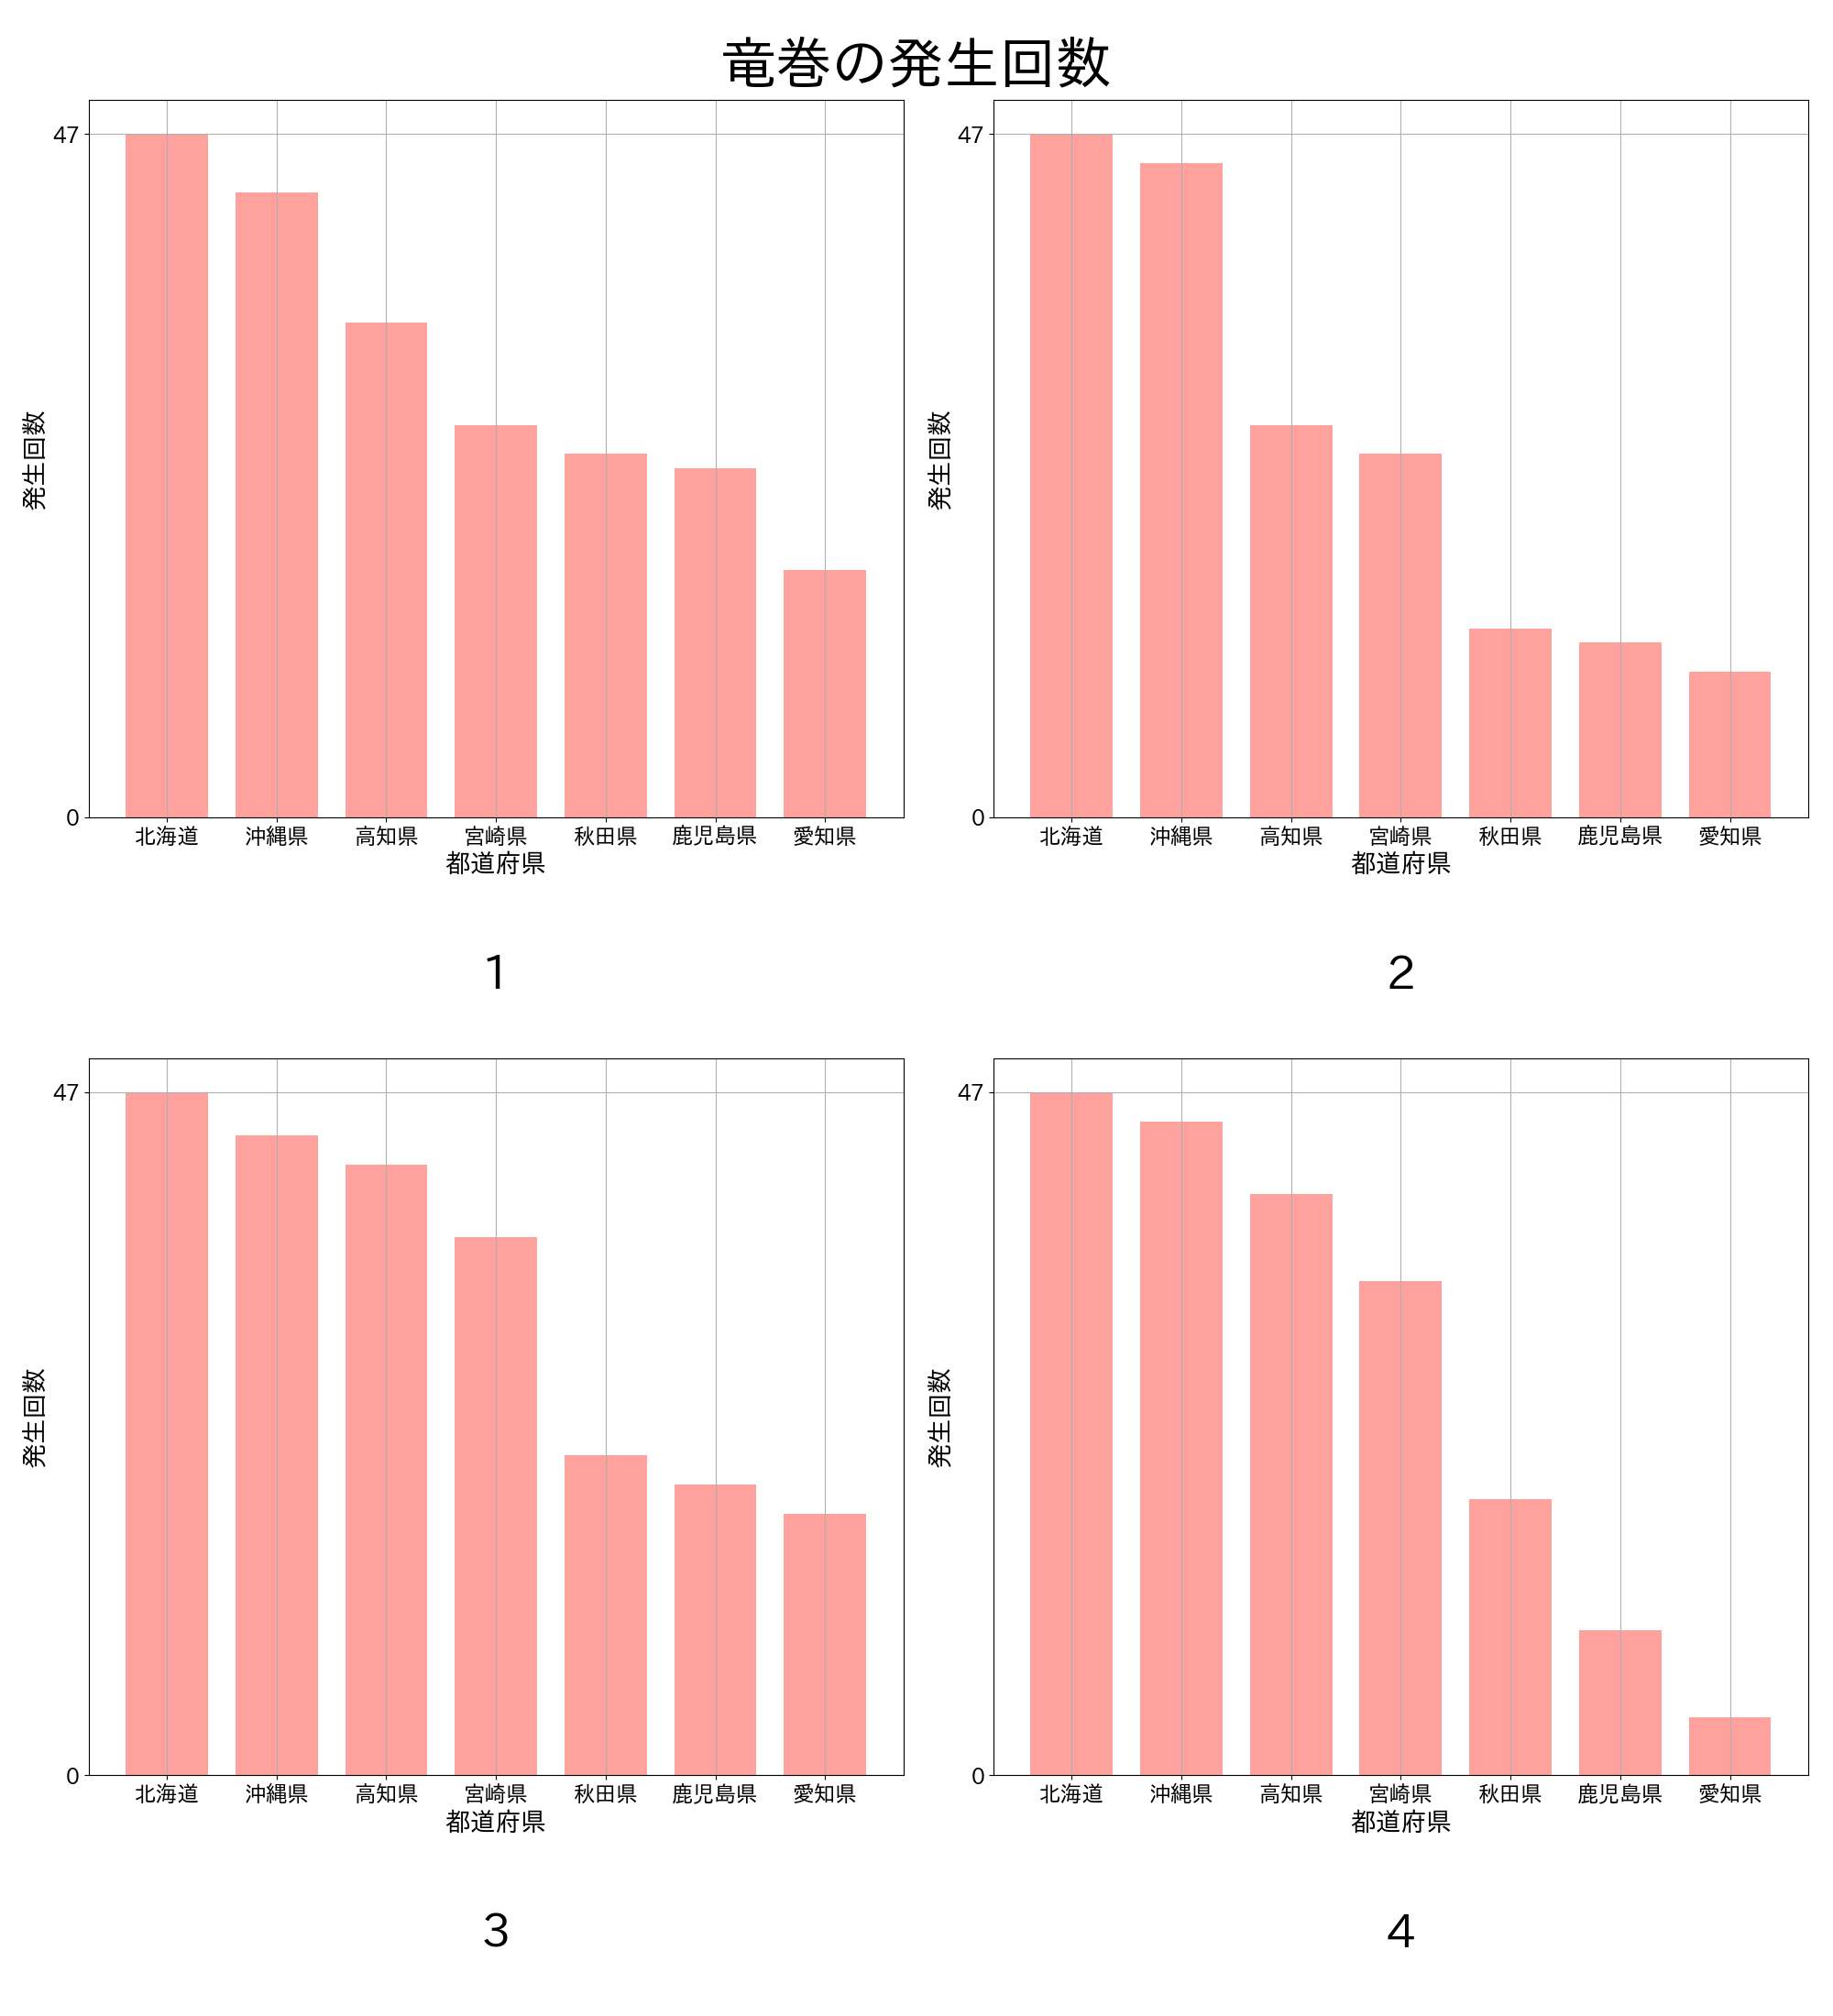 竜巻の発生回数
47
0
発生回数
北海道 沖縄県 高知県 宮崎県 秋田県 鹿児島県 愛知県
都道府県
1
47
0
発生回数
北海道 沖縄県 高知県 宮崎県 秋田県 鹿児島県 愛知県
都道府県
2
47
0
発生回数
北海道 沖縄県 高知県 宮崎県 秋田県 鹿児島県 愛知県
都道府県
3
47
0
発生回数
北海道 沖縄県 高知県 宮崎県 秋田県 鹿児島県 愛知県
都道府県
4